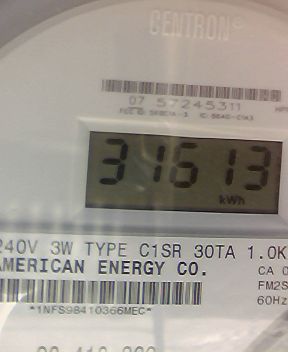 CENTRON®
07 57245311
31613
kWh
240V 3W TYPE C1SR 30TA 1.0K
AMERICAN ENERGY CO.
CA 0
FM2S
60Hz
*1NFS98410366MEC*